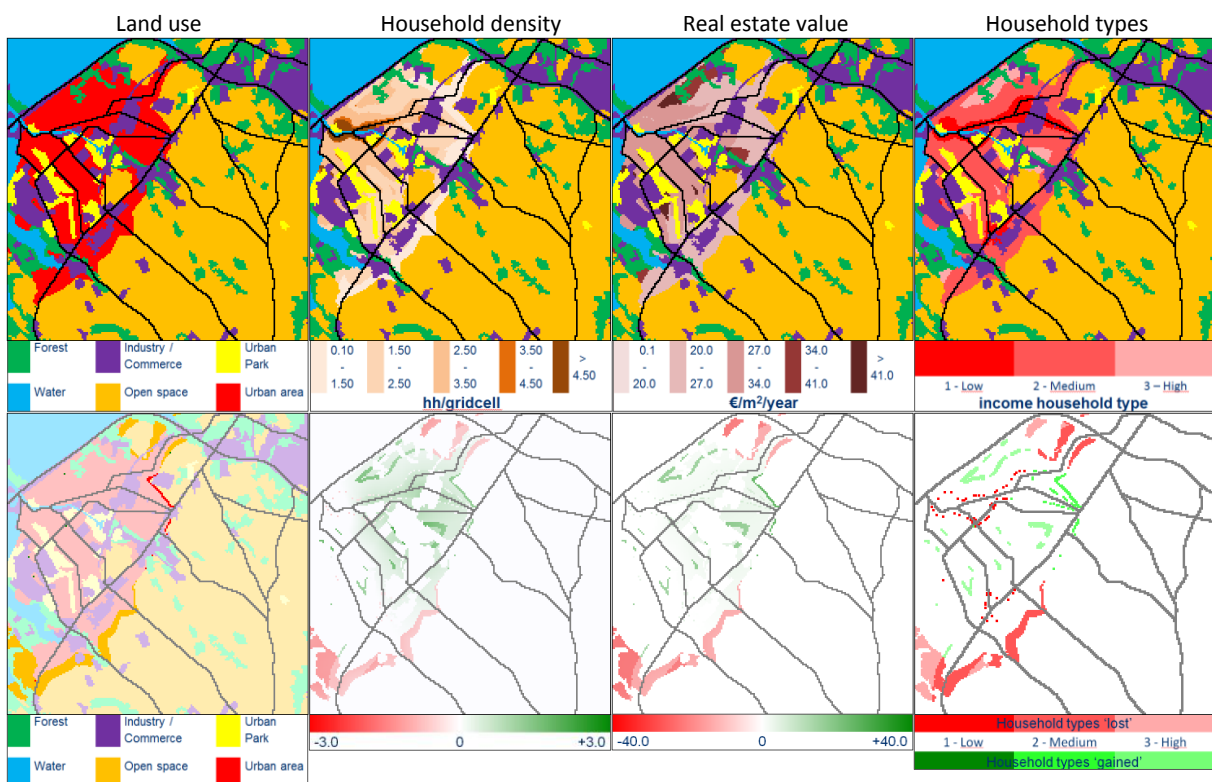 Land use
Household density
Real estate value
Household types
Forest
Industry /
Commerce
Urban
Park
Water
Open space
Urban area
0.10
-
1.50
1.50
-
2.50
2.50
-
3.50
3.50
-
4.50
>
4.50
hh/gridcell
0.1
-
20.0
20.0
-
27.0
27.0
-
34.0
34.0
-
41.0
>
41.0
€/m²/year
1 - Low
2 - Medium
3 – High
income household type
Forest
Industry /
Commerce
Urban
Park
Water
Open space
Urban area
-3.0
0
+3.0
-40.0
0
+40.0
Household types 'lost'
1 - Low
2 - Medium
3 - High
Household types 'gained'